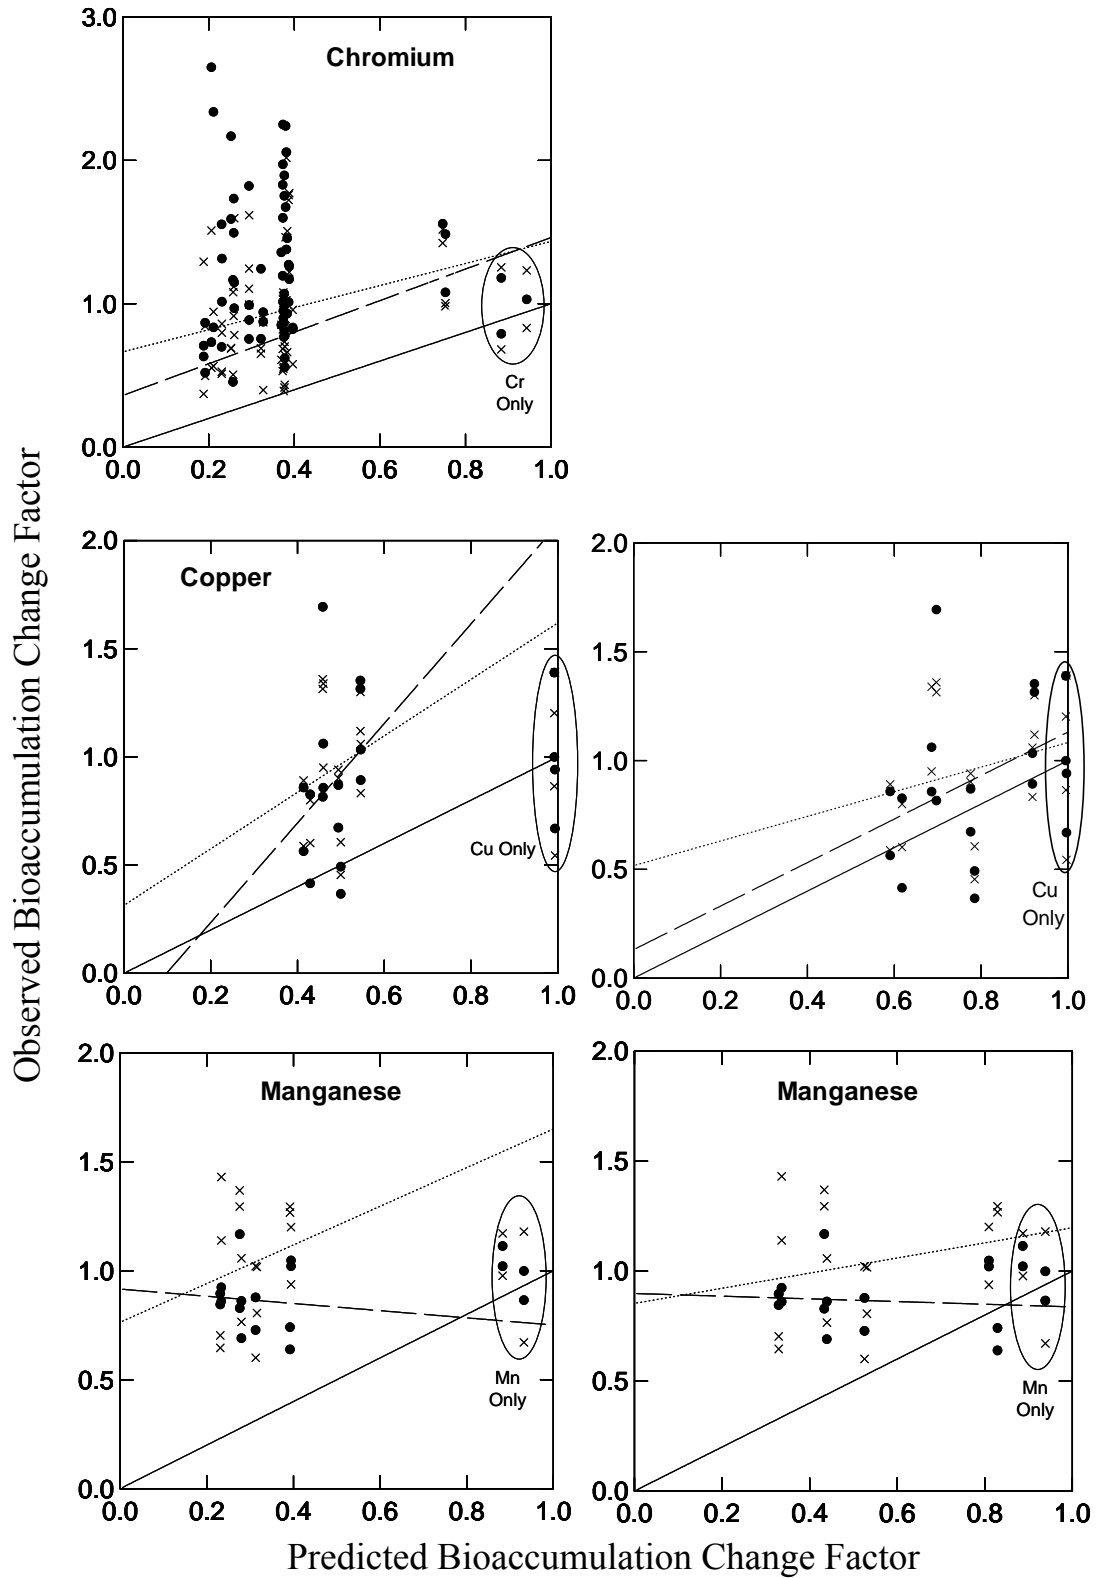 Observed Bioaccumulation Change Factor
3.0
2.0
1.0
0.0
Chromium
Cr
Only
0.0 0.2 0.4 0.6 0.8 1.0
2.0
1.5
1.0
0.5
0.0
Copper
Cu Only
0.0 0.2 0.4 0.6 0.8 1.0
2.0
1.5
1.0
0.5
0.0
Cu
Only
0.0 0.2 0.4 0.6 0.8 1.0
2.0
1.5
1.0
0.5
0.0
Manganese
Mn
Only
0.0 0.2 0.4 0.6 0.8 1.0
2.0
1.5
1.0
0.5
0.0
Manganese
Mn
Only
0.0 0.2 0.4 0.6 0.8 1.0
Predicted Bioaccumulation Change Factor